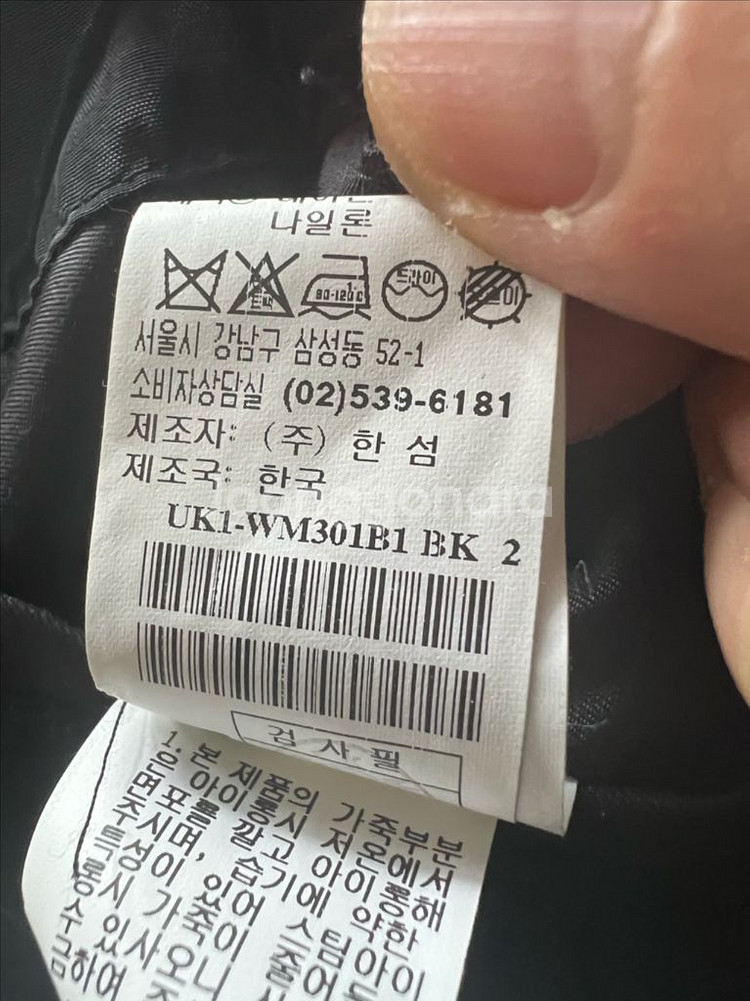 나일론
드라이
80-120℃
서울시 강남구 삼성동 52-1
소비자상담실 (02)539-6181
제조자: (주) 한 섬
제조국: 한국
UK1-WM301B1 BK 2
검 사 필
1. 본 제품의 가죽부분
은 아이롱시 저온에서
면포를 깔고 아이롱해
주시며, 습기에 약한
특성이 있어 스팀아이
롱시 가죽이 줄어
수 있사오니
금하여